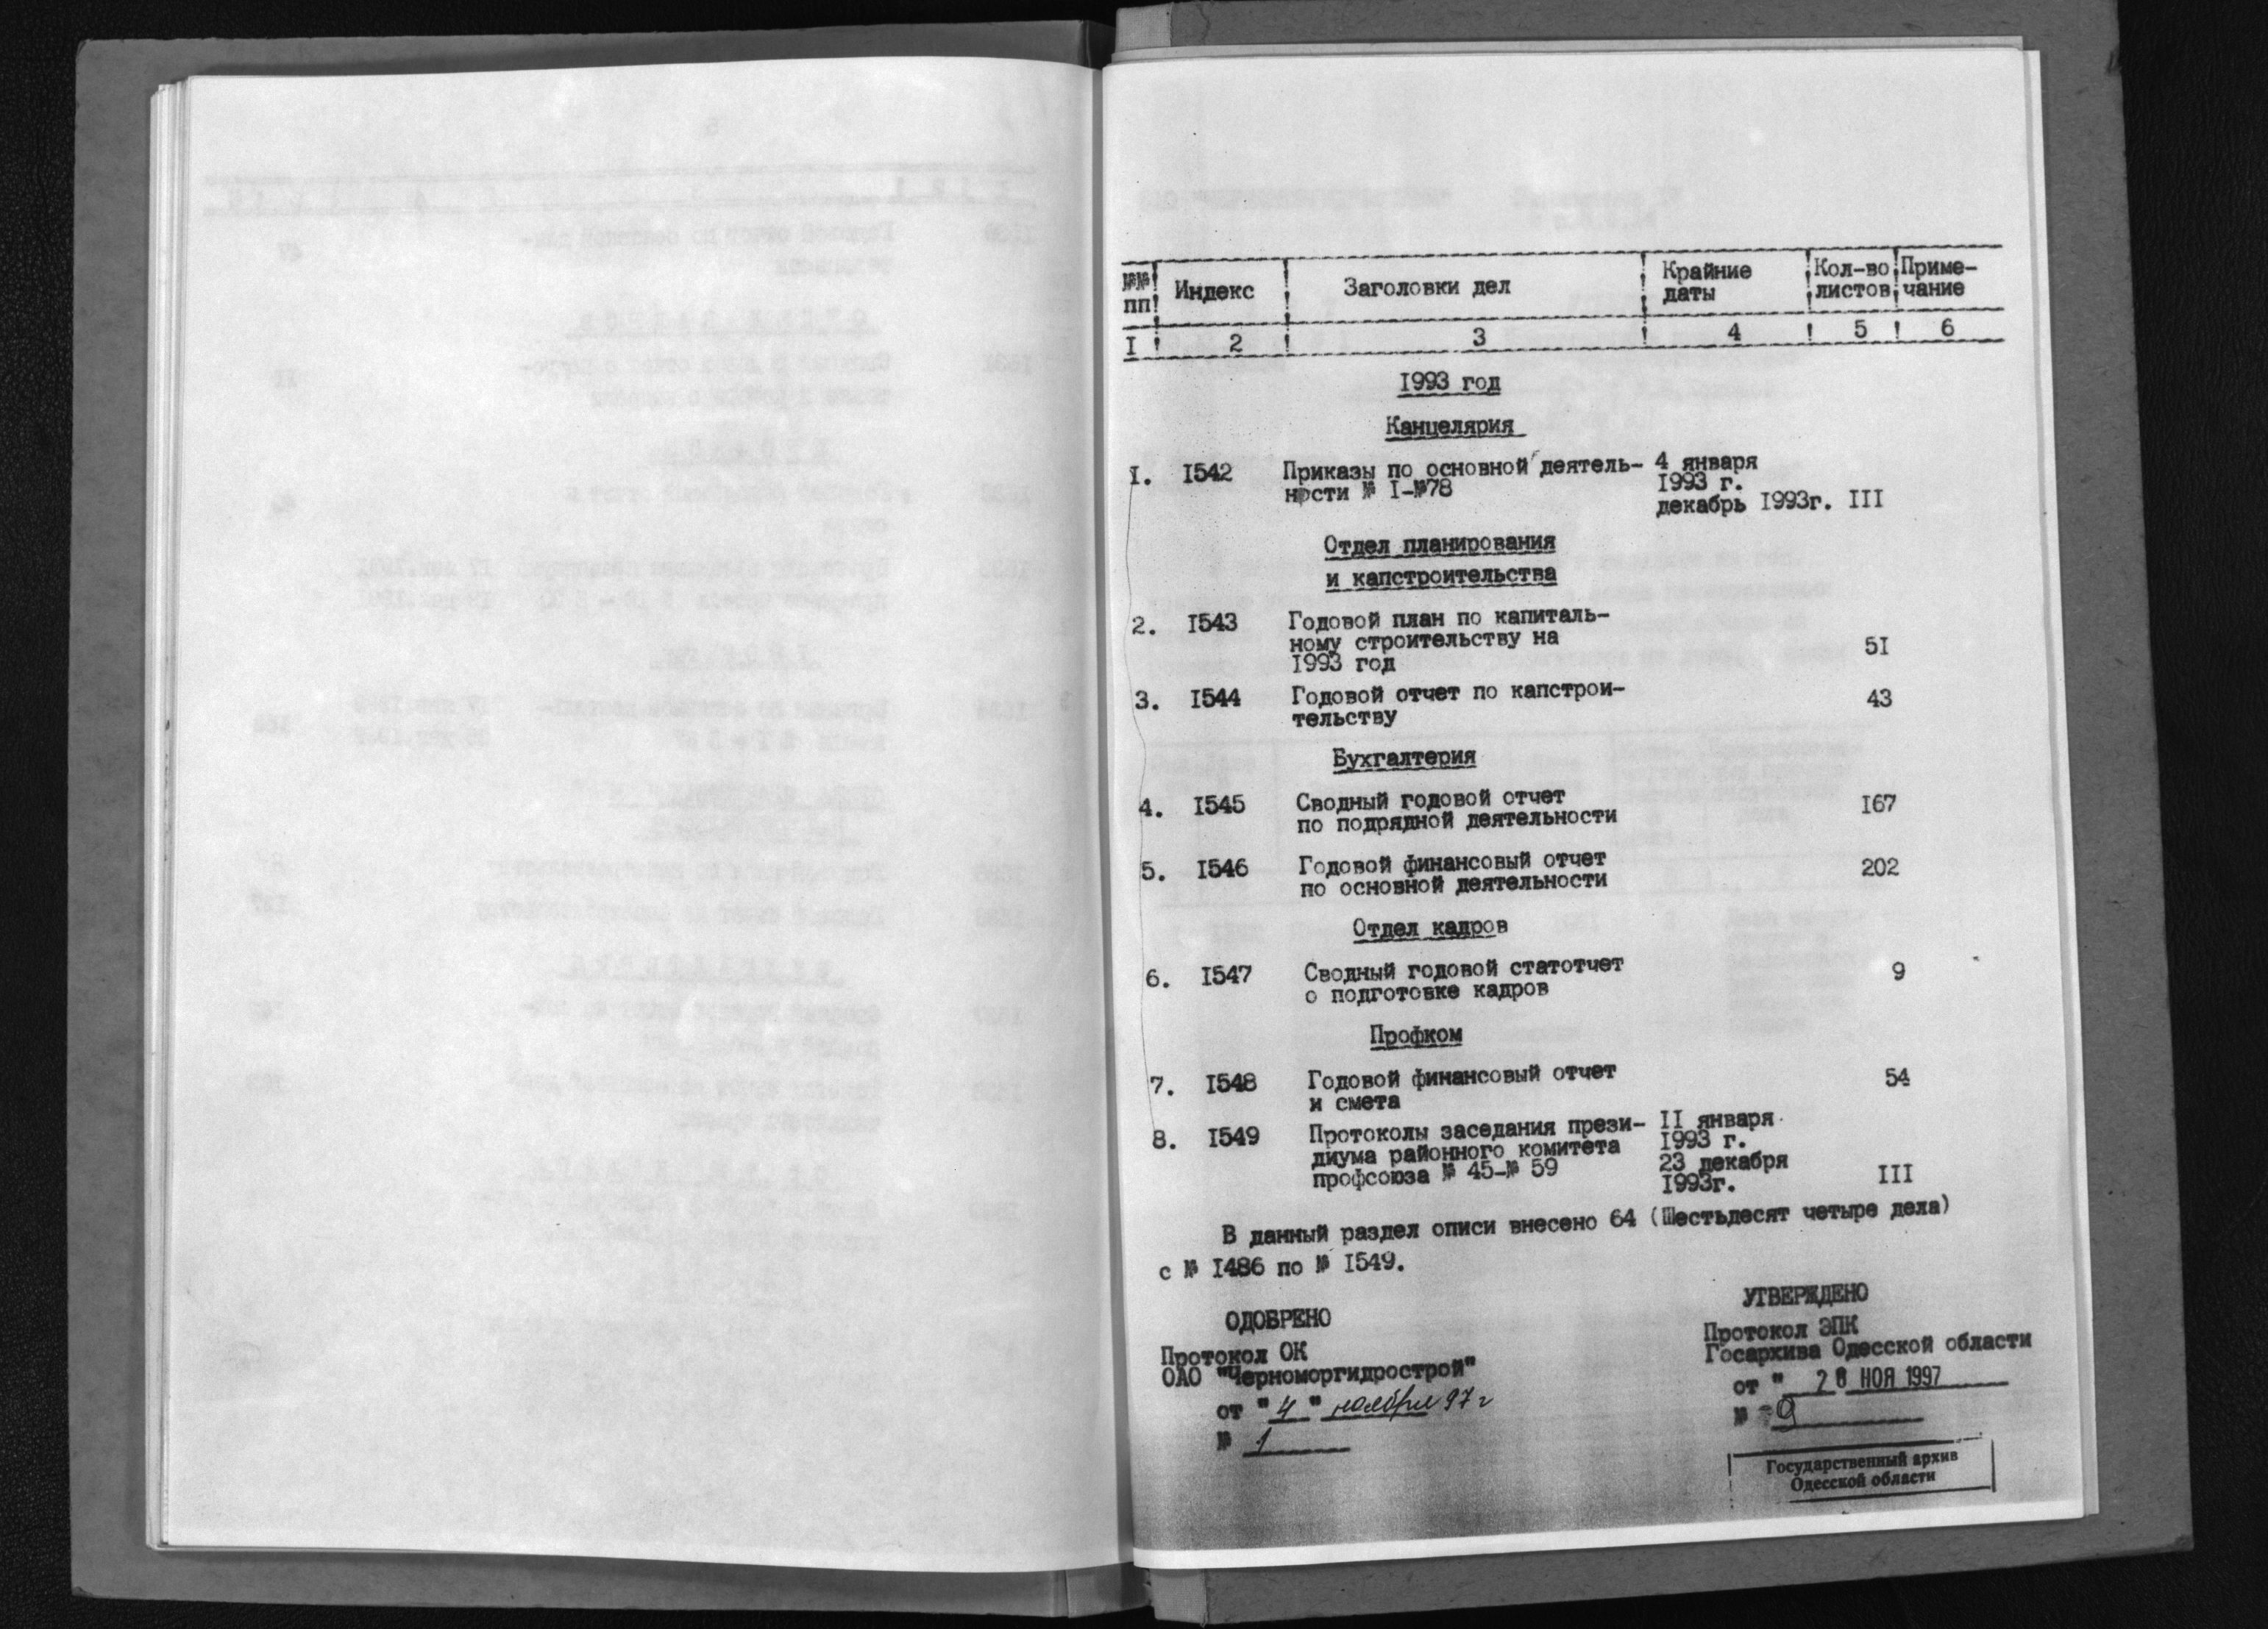 №№ пп ! Индекс ! Заголовки дел ! Крайние даты ! Кол-во листов ! Приме-чание
I ! 2 ! 3 ! 4 ! 5 ! 6
I993 год
Канцелярия
I. I542 Приказы по основной деятель- 4 января
ности № I-№78 I993 г.
декабрь I993г. III
Отдел планирования
и капстроительства
2. I543 Годовой план по капиталь-
ному строительству на
I993 год 5I
3. I544 Годовой отчет по капстрои- 43
тельству
Бухгалтерия
4. I545 Сводный годовой отчет I67
по подрядной деятельности
5. I546 Годовой финансовый отчет 202
по основной деятельности
Отдел кадров
6. I547 Сводный годовой статотчет 9
о подготовке кадров
Профком
7. I548 Годовой финансовый отчет 54
и смета
8. I549 Протоколы заседания прези- II января
диума районного комитета I993 г.
профсоюза № 45-№ 59 23 декабря
I993г. III
В данный раздел описи внесено 64 (Шестьдесят четыре дела)
с № I486 по № I549.
ОДОБРЕНО
Протокол ОК
ОАО "Черноморгидрострой"
от "4" ноября 97 г
№ 1
УТВЕРЖДЕНО
Протокол ЭПК
Госархива Одесской области
от " 28 НОЯ 1997
№ 9
Государственный архив
Одесской области